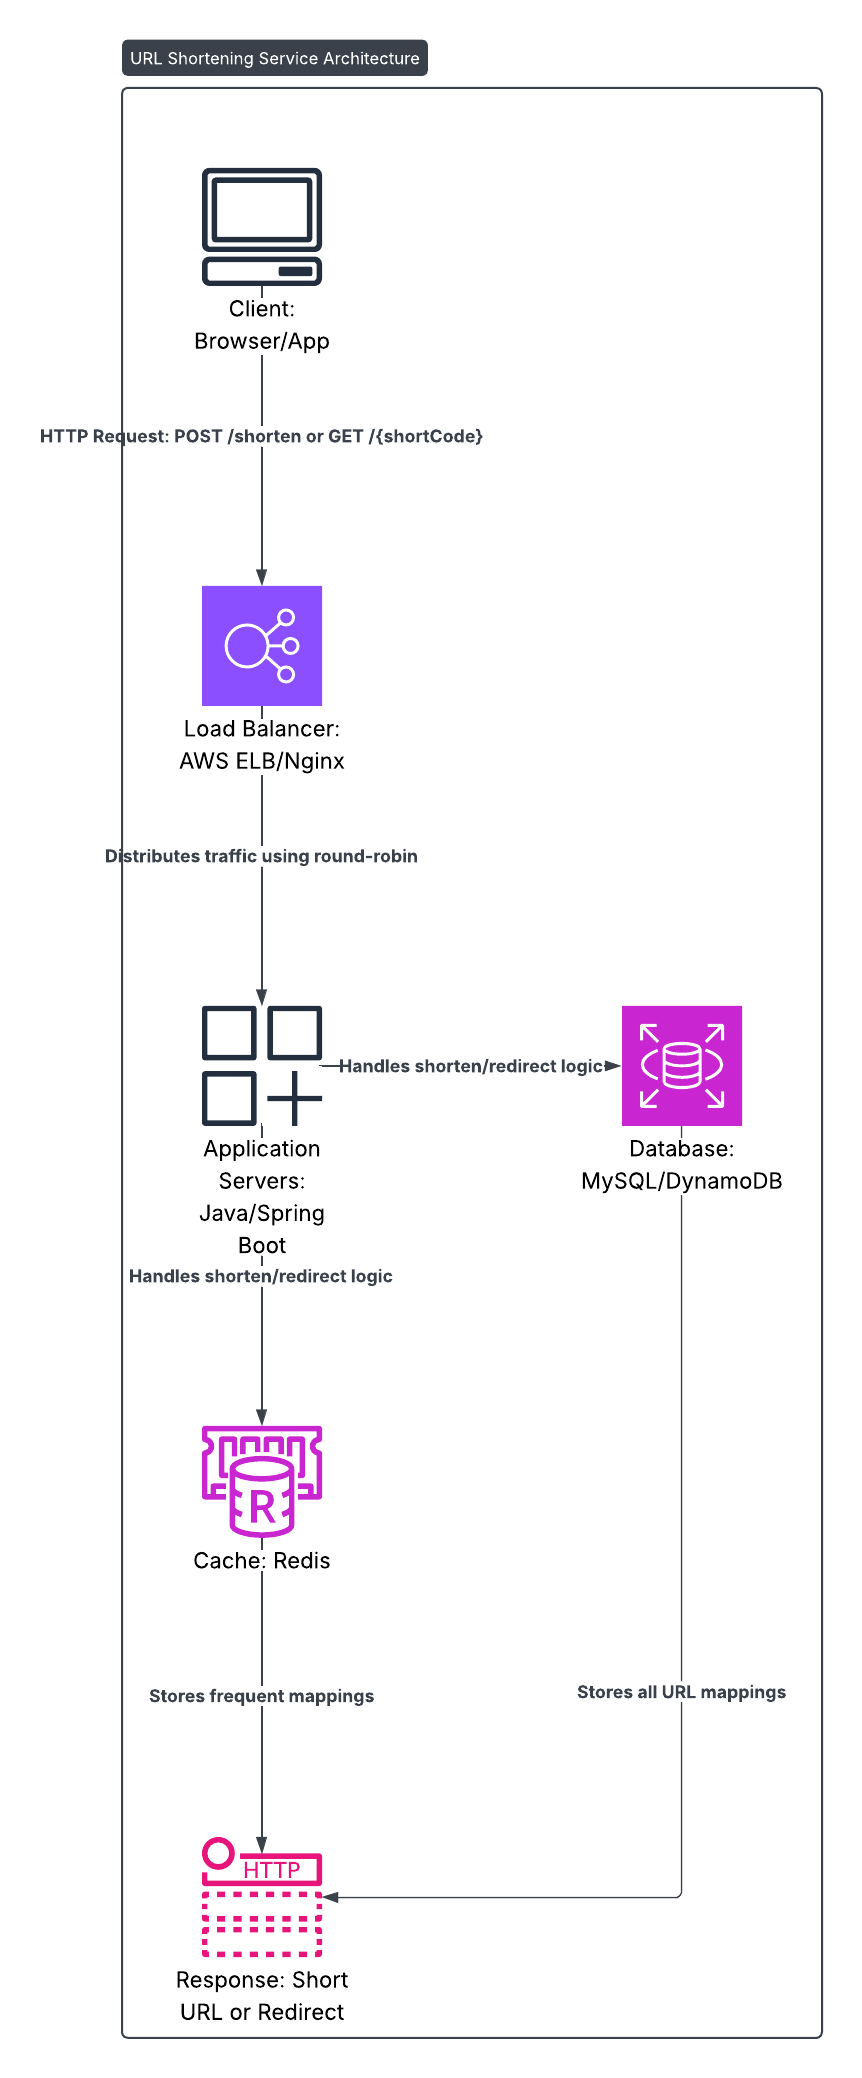 URL Shortening Service Architecture
Client:
Browser/App
HTTP Request: POST /shorten or GET /{shortCode}
Load Balancer:
AWS ELB/Nginx
Distributes traffic using round-robin
Handles shorten/redirect logic
Application
Servers:
Java/Spring
Boot
Database:
MySQL/DynamoDB
Handles shorten/redirect logic
R
Cache: Redis
Stores frequent mappings
Stores all URL mappings
HTTP
Response: Short
URL or Redirect